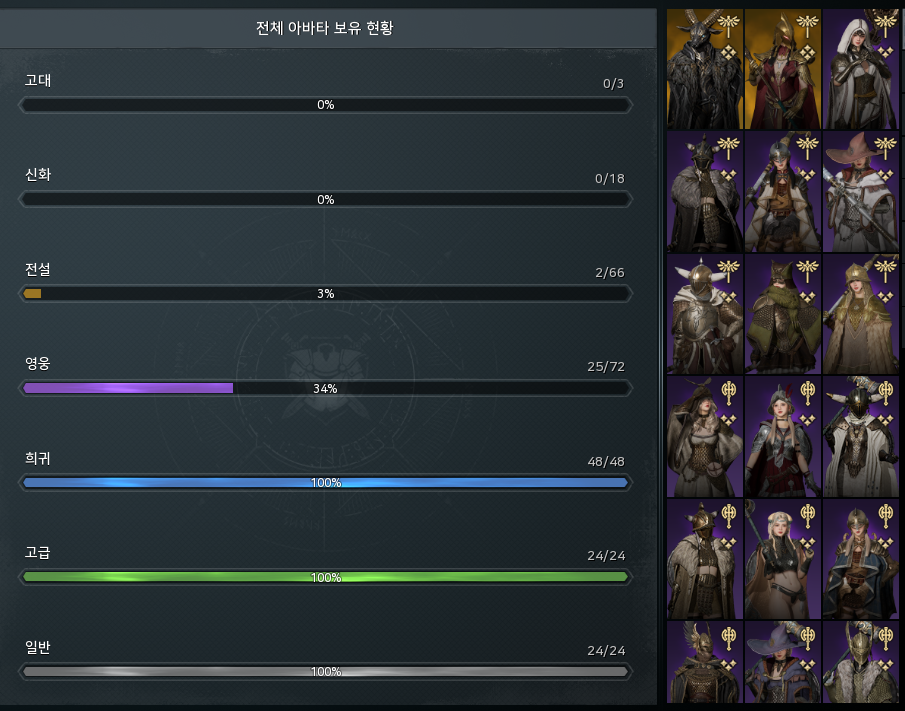 전체 아바타 보유 현황
고대
0/3
0%
신화
0/18
0%
전설
2/66
3%
영웅
25/72
34%
희귀
48/48
100%
고급
24/24
100%
일반
24/24
100%